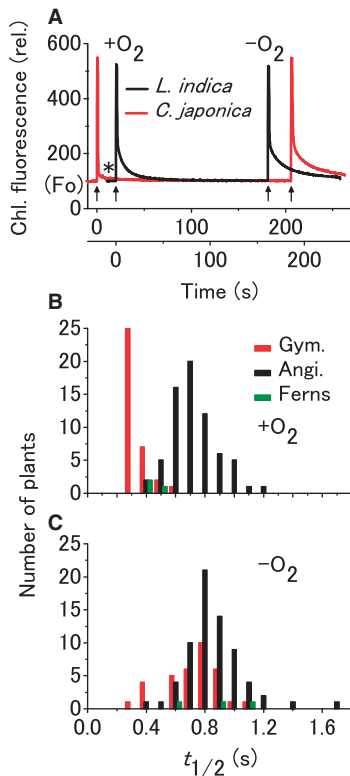 A
Chl. fluorescence (rel.)
600
400
200
100
(Fo)
+O2
−O2
L. indica
C. japonica
*
0 100 200
0 100 200
Time (s)
B
Number of plants
25
20
15
10
5
0
Gym.
Angi.
Ferns
+O2
C
25
20
15
10
5
0
−O2
0.0 0.4 0.8 1.2 1.6
t1/2 (s)